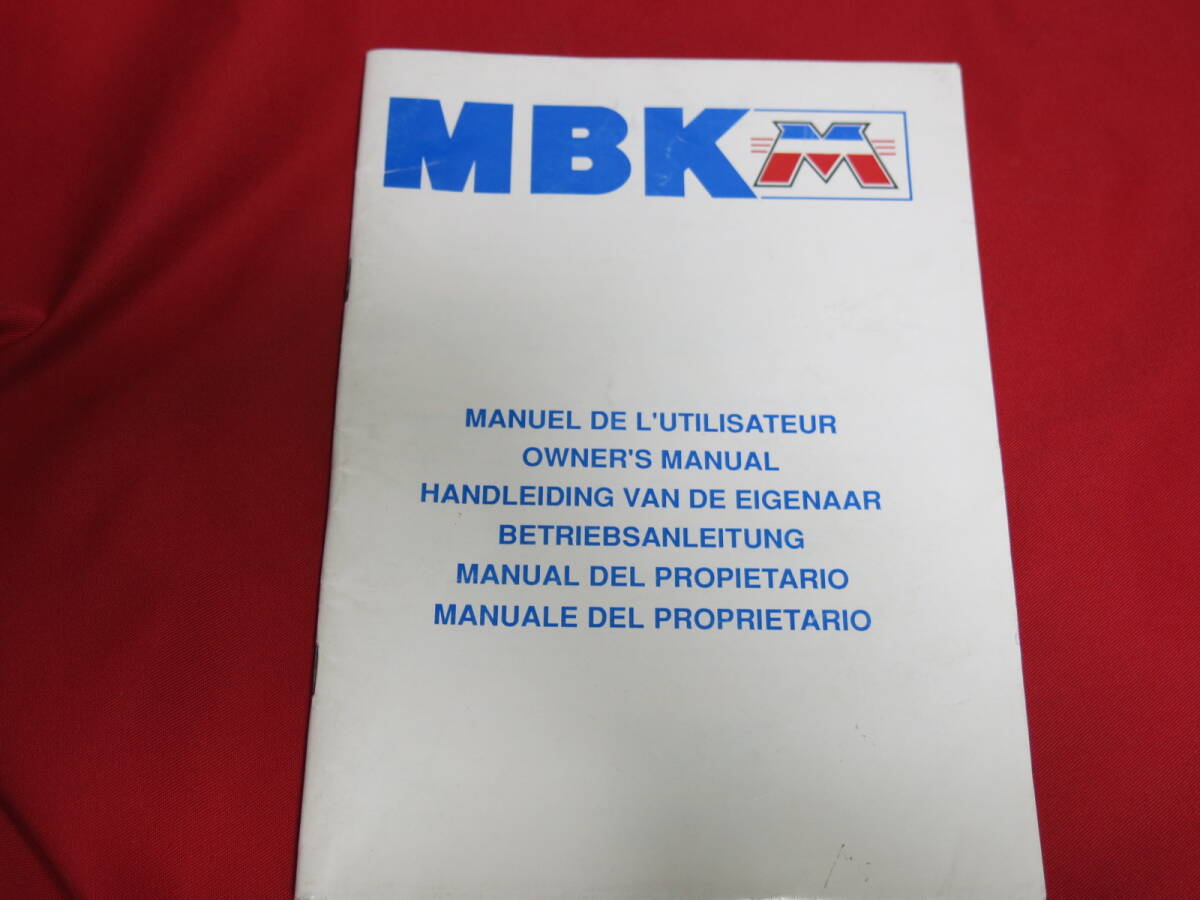 MBK M
MANUEL DE L'UTILISATEUR
OWNER'S MANUAL
HANDLEIDING VAN DE EIGENAAR
BETRIEBSANLEITUNG
MANUAL DEL PROPIETARIO
MANUALE DEL PROPRIETARIO